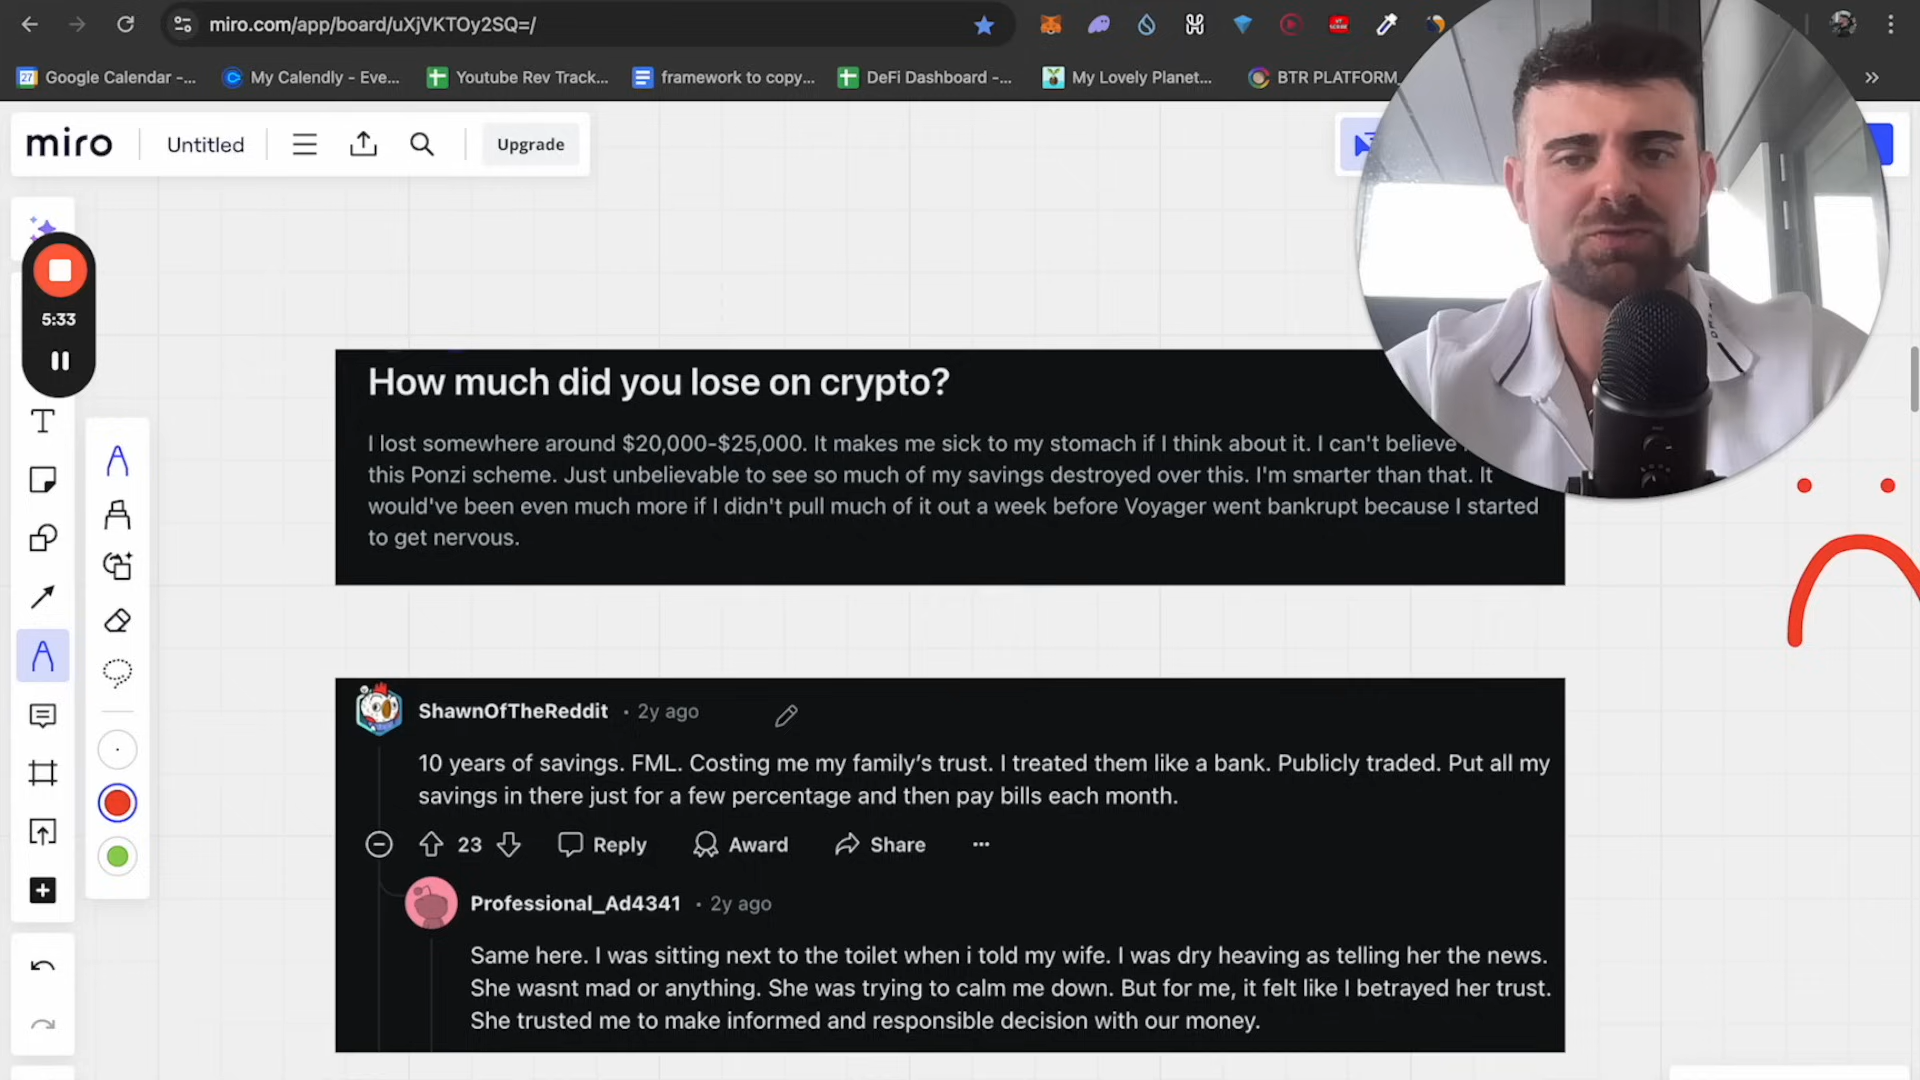 miro.com/app/board/uXjVKTOy2SQ=/
27 Google Calendar -... My Calendly - Eve... Youtube Rev Track... framework to copy... DeFi Dashboard -... My Lovely Planet... BTR PLATFORM
miro Untitled Upgrade
5:33
How much did you lose on crypto?
I lost somewhere around $20,000-$25,000. It makes me sick to my stomach if I think about it. I can't believe
this Ponzi scheme. Just unbelievable to see so much of my savings destroyed over this. I'm smarter than that. It
would've been even much more if I didn't pull much of it out a week before Voyager went bankrupt because I started
to get nervous.
ShawnOfTheReddit · 2y ago
10 years of savings. FML. Costing me my family’s trust. I treated them like a bank. Publicly traded. Put all my
savings in there just for a few percentage and then pay bills each month.
23 Reply Award Share ...
Professional_Ad4341 · 2y ago
Same here. I was sitting next to the toilet when i told my wife. I was dry heaving as telling her the news.
She wasnt mad or anything. She was trying to calm me down. But for me, it felt like I betrayed her trust.
She trusted me to make informed and responsible decision with our money.